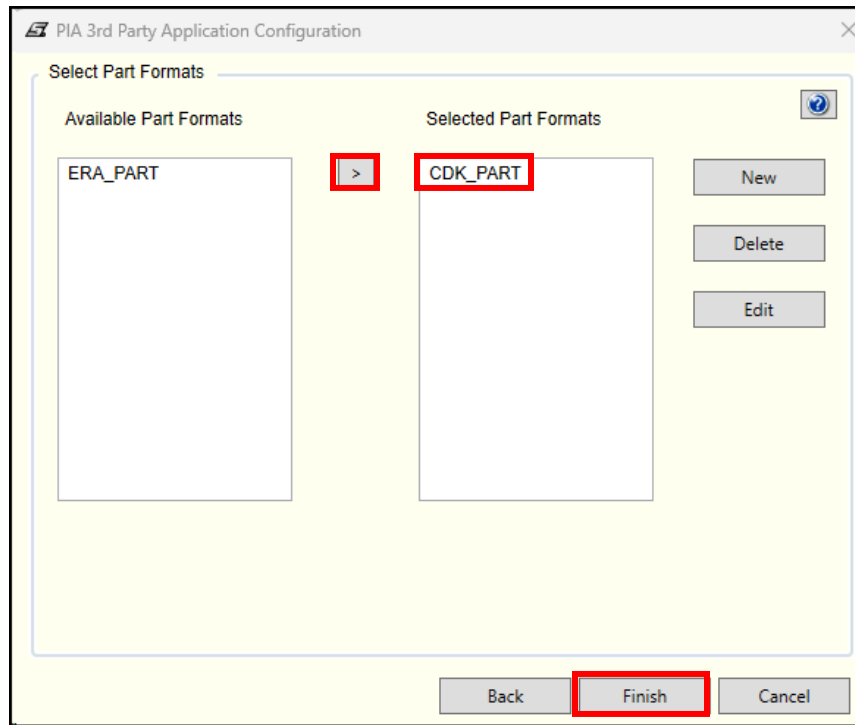 PIA 3rd Party Application Configuration
Select Part Formats
Available Part Formats
Selected Part Formats
ERA_PART
>
CDK_PART
New
Delete
Edit
Back
Finish
Cancel